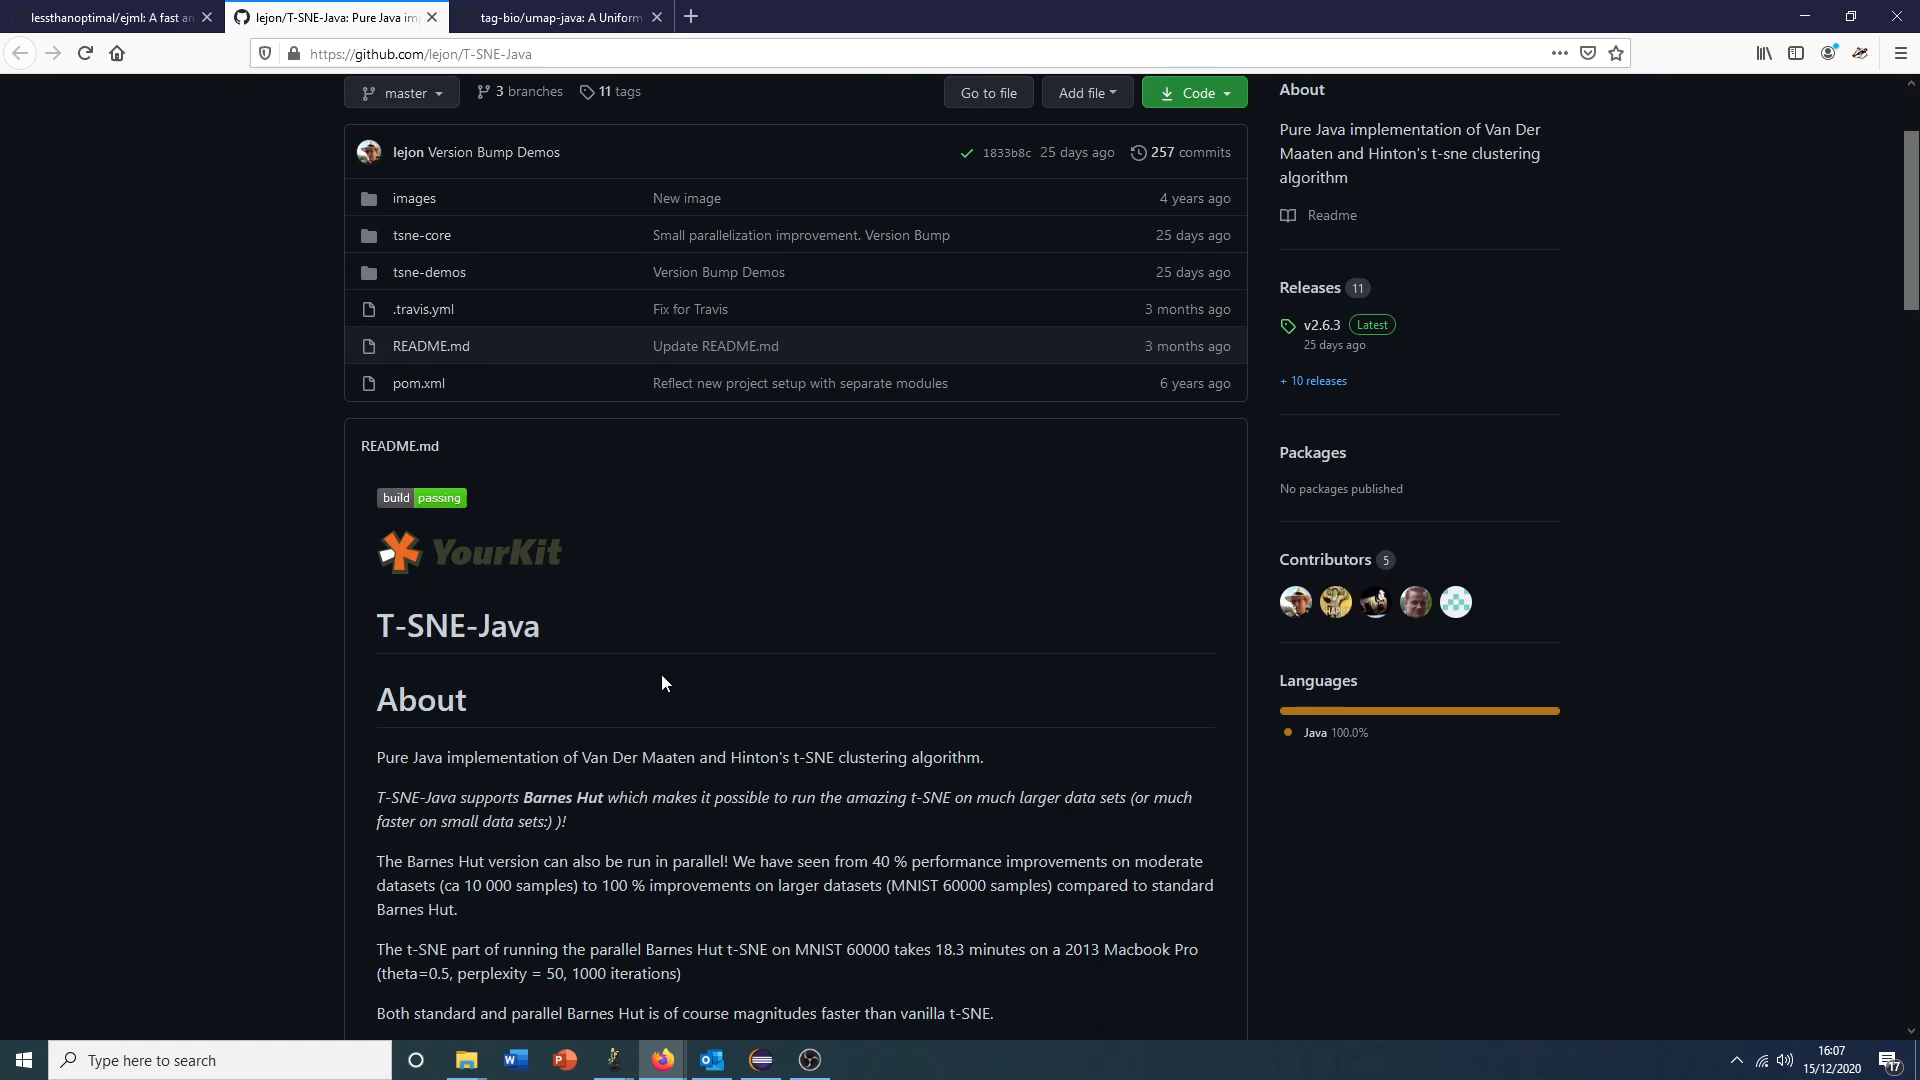 lessthanoptimal/ejml: A fast an
lejon/T-SNE-Java: Pure Java im
tag-bio/umap-java: A Uniform
https://github.com/lejon/T-SNE-Java
master
3 branches
11 tags
Go to file
Add file
Code
lejon Version Bump Demos
1833b8c 25 days ago
257 commits
images New image 4 years ago
tsne-core Small parallelization improvement. Version Bump 25 days ago
tsne-demos Version Bump Demos 25 days ago
.travis.yml Fix for Travis 3 months ago
README.md Update README.md 3 months ago
pom.xml Reflect new project setup with separate modules 6 years ago
README.md
build passing
YourKit
T-SNE-Java
About
Pure Java implementation of Van Der Maaten and Hinton's t-SNE clustering algorithm.
T-SNE-Java supports Barnes Hut which makes it possible to run the amazing t-SNE on much larger data sets (or much
faster on small data sets:) )!
The Barnes Hut version can also be run in parallel! We have seen from 40 % performance improvements on moderate
datasets (ca 10 000 samples) to 100 % improvements on larger datasets (MNIST 60000 samples) compared to standard
Barnes Hut.
The t-SNE part of running the parallel Barnes Hut t-SNE on MNIST 60000 takes 18.3 minutes on a 2013 Macbook Pro
(theta=0.5, perplexity = 50, 1000 iterations)
Both standard and parallel Barnes Hut is of course magnitudes faster than vanilla t-SNE.
About
Pure Java implementation of Van Der
Maaten and Hinton's t-sne clustering
algorithm
Readme
Releases 11
v2.6.3 Latest
25 days ago
+ 10 releases
Packages
No packages published
Contributors 5
Languages
Java 100.0%
Type here to search
16:07
15/12/2020
17